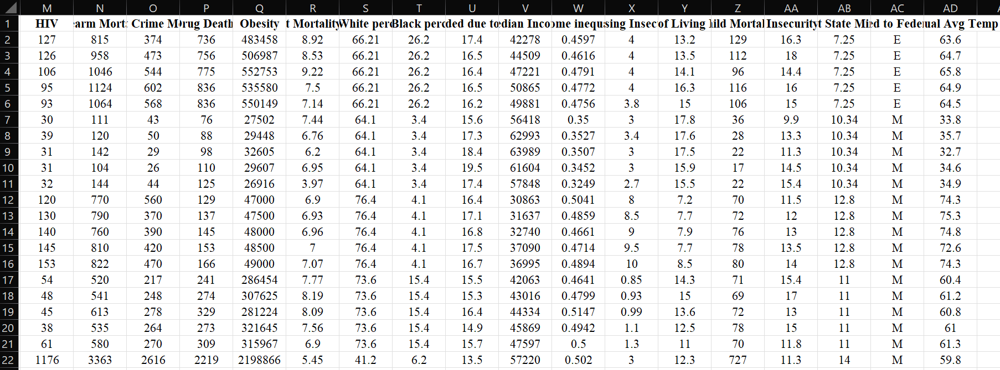 M N O P Q R S T U V W X Y Z AA AB AC AD
1 HIV earm Mort Crime M Drug Death Obesity t Mortality White perc Black perc ded due to edian Inco ome inequ sing Insec of Living ild Mortal Insecurity t State Mi ed to Feder ual Avg Temp
2 127 815 374 736 483458 8.92 66.21 26.2 17.4 42278 0.4597 4 13.2 129 16.3 7.25 E 63.6
3 126 958 473 756 506987 8.53 66.21 26.2 16.5 44509 0.4616 4 13.5 112 18 7.25 E 64.7
4 106 1046 544 775 552753 9.22 66.21 26.2 16.4 47221 0.4791 4 14.1 96 14.4 7.25 E 65.8
5 95 1124 602 836 535580 7.5 66.21 26.2 16.5 50865 0.4772 4 16.3 116 16 7.25 E 64.9
6 93 1064 568 836 550149 7.14 66.21 26.2 16.2 49881 0.4756 3.8 15 106 15 7.25 E 64.5
7 30 111 43 76 27502 7.44 64.1 3.4 15.6 56418 0.35 3 17.8 36 9.9 10.34 M 33.8
8 39 120 50 88 29448 6.76 64.1 3.4 17.3 62993 0.3527 3.4 17.6 28 13.3 10.34 M 35.7
9 31 142 29 98 32605 6.2 64.1 3.4 18.4 63989 0.3507 3 17.5 22 11.3 10.34 M 32.7
10 31 104 26 110 29607 6.95 64.1 3.4 19.5 61604 0.3452 3 15.9 17 14.5 10.34 M 34.6
11 32 144 44 125 26916 3.97 64.1 3.4 17.4 57848 0.3249 2.7 15.5 22 15.4 10.34 M 34.9
12 120 770 560 129 47000 6.9 76.4 4.1 16.4 30863 0.5041 8 7.2 70 11.5 12.8 M 74.3
13 130 790 370 137 47500 6.93 76.4 4.1 17.1 31637 0.4859 8.5 7.7 72 12 12.8 M 75.3
14 140 760 390 145 48000 6.96 76.4 4.1 16.8 32740 0.4661 9 7.9 76 13 12.8 M 74.8
15 145 810 420 153 48500 7 76.4 4.1 17.5 37090 0.4714 9.5 7.7 78 13.5 12.8 M 72.6
16 153 822 470 166 49000 7.07 76.4 4.1 16.7 36995 0.4894 10 8.5 80 14 12.8 M 74.3
17 54 520 217 241 286454 7.77 73.6 15.4 15.5 42063 0.4641 0.85 14.3 71 15.4 11 M 60.4
18 48 541 248 274 307625 8.19 73.6 15.4 15.3 43016 0.4799 0.93 15 69 17 11 M 61.2
19 45 613 278 329 281224 8.09 73.6 15.4 16.4 44334 0.5147 0.99 13.6 72 13 11 M 60.8
20 38 535 264 273 321645 7.56 73.6 15.4 14.9 45869 0.4942 1.1 12.5 78 15 11 M 61
21 61 580 270 309 315967 6.9 73.6 15.4 15.7 47597 0.5 1.3 11 70 11.8 11 M 61.3
22 1176 3363 2616 2219 2198866 5.45 41.2 6.2 13.5 57220 0.502 3 12.3 727 11.3 14 M 59.8